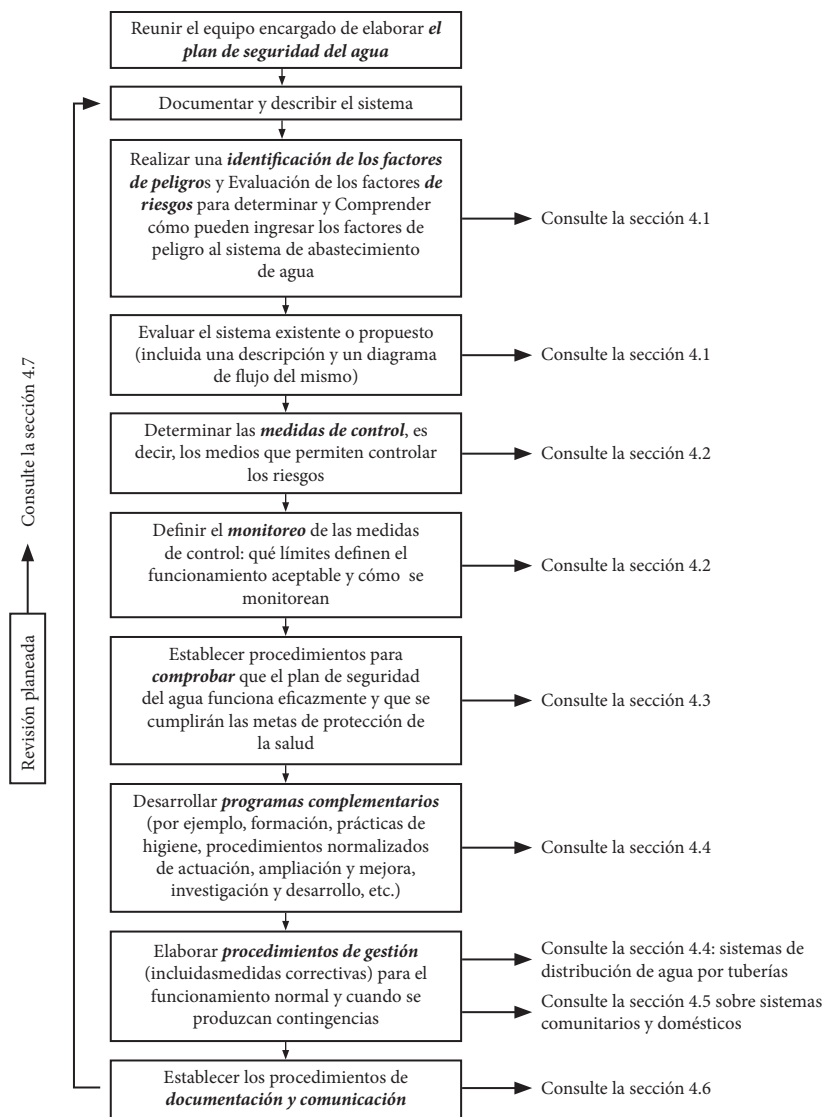 Reunir el equipo encargado de elaborar el
plan de seguridad del agua
Documentar y describir el sistema
Realizar una identificación de los factores
de peligros y Evaluación de los factores de
riesgos para determinar y Comprender
cómo pueden ingresar los factores de
peligro al sistema de abastecimiento
de agua
Consulte la sección 4.1
Evaluar el sistema existente o propuesto
(incluida una descripción y un diagrama
de flujo del mismo)
Consulte la sección 4.1
Determinar las medidas de control, es
decir, los medios que permiten controlar
los riesgos
Consulte la sección 4.2
Definir el monitoreo de las medidas
de control: qué límites definen el
funcionamiento aceptable y cómo se
monitorean
Consulte la sección 4.2
Establecer procedimientos para
comprobar que el plan de seguridad
del agua funciona eficazmente y que se
cumplirán las metas de protección de
la salud
Consulte la sección 4.3
Desarrollar programas complementarios
(por ejemplo, formación, prácticas de
higiene, procedimientos normalizados
de actuación, ampliación y mejora,
investigación y desarrollo, etc.)
Consulte la sección 4.4
Elaborar procedimientos de gestión
(incluidasmedidas correctivas) para el
funcionamiento normal y cuando se
produzcan contingencias
Consulte la sección 4.4: sistemas de
distribución de agua por tuberías
Consulte la sección 4.5 sobre sistemas
comunitarios y domésticos
Establecer los procedimientos de
documentación y comunicación
Consulte la sección 4.6
Revisión planeada
Consulte la sección 4.7